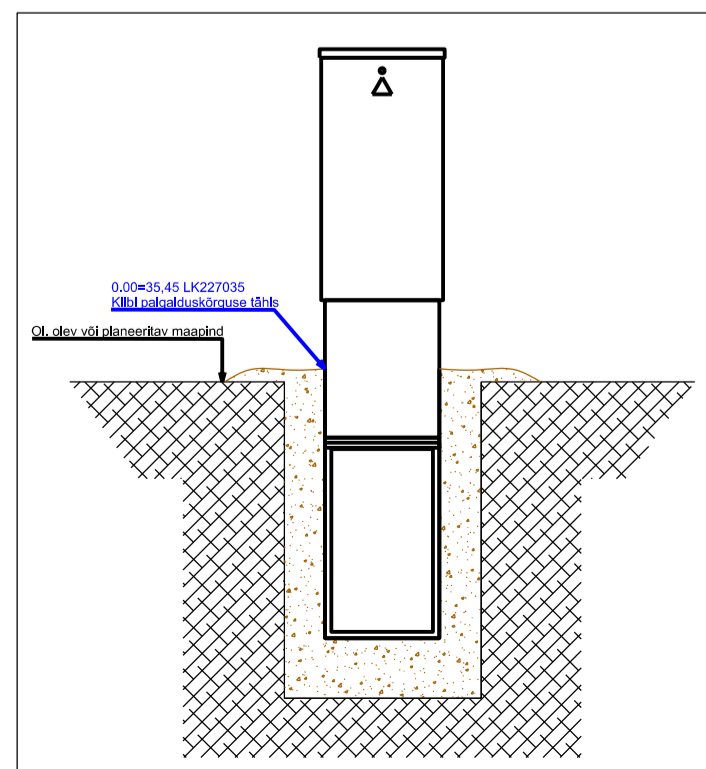 0.00=35,45 LK227035
KIlbI paIgalduskõrguse tähIs
Ol. olev või planeeritav maapind